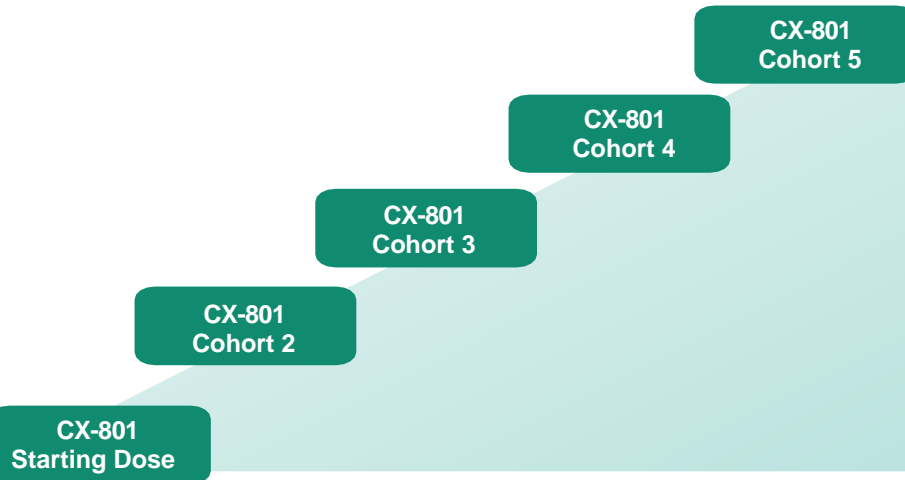 CX-801
Cohort 5
CX-801
Cohort 4
CX-801
Cohort 3
CX-801
Cohort 2
CX-801
Starting Dose